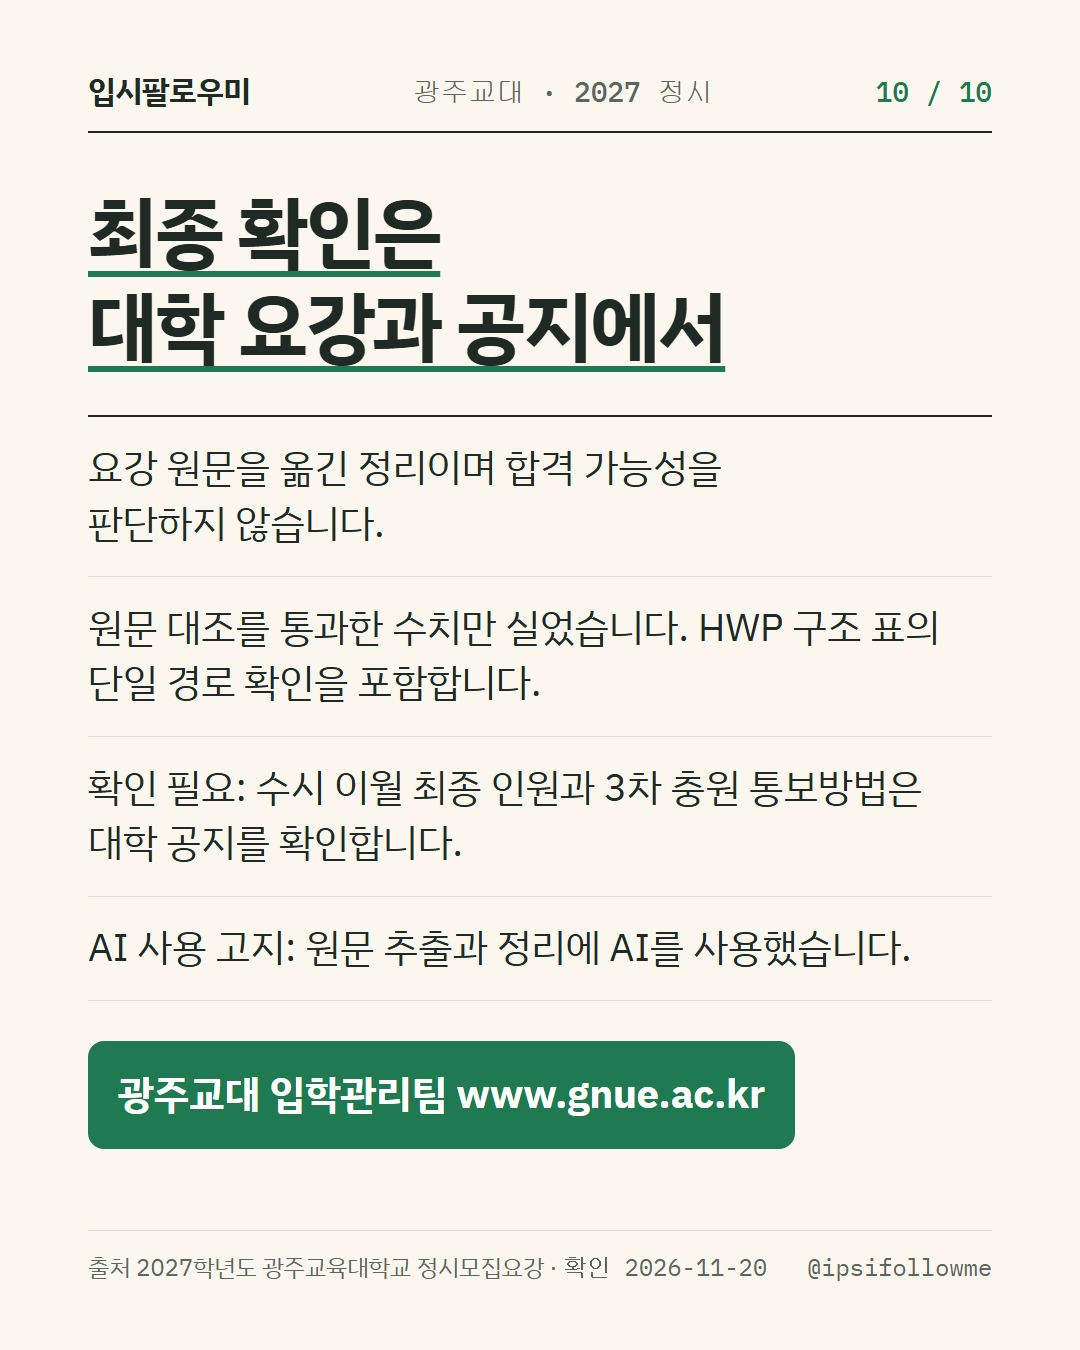 입시팔로우미
광주교대 · 2027 정시
10 / 10
최종 확인은
대학 요강과 공지에서
요강 원문을 옮긴 정리이며 합격 가능성을
판단하지 않습니다.
원문 대조를 통과한 수치만 실었습니다. HWP 구조 표의
단일 경로 확인을 포함합니다.
확인 필요: 수시 이월 최종 인원과 3차 충원 통보방법은
대학 공지를 확인합니다.
AI 사용 고지: 원문 추출과 정리에 AI를 사용했습니다.
광주교대 입학관리팀 www.gnue.ac.kr
출처 2027학년도 광주교육대학교 정시모집요강 · 확인 2026-11-20
@ipsifollowme